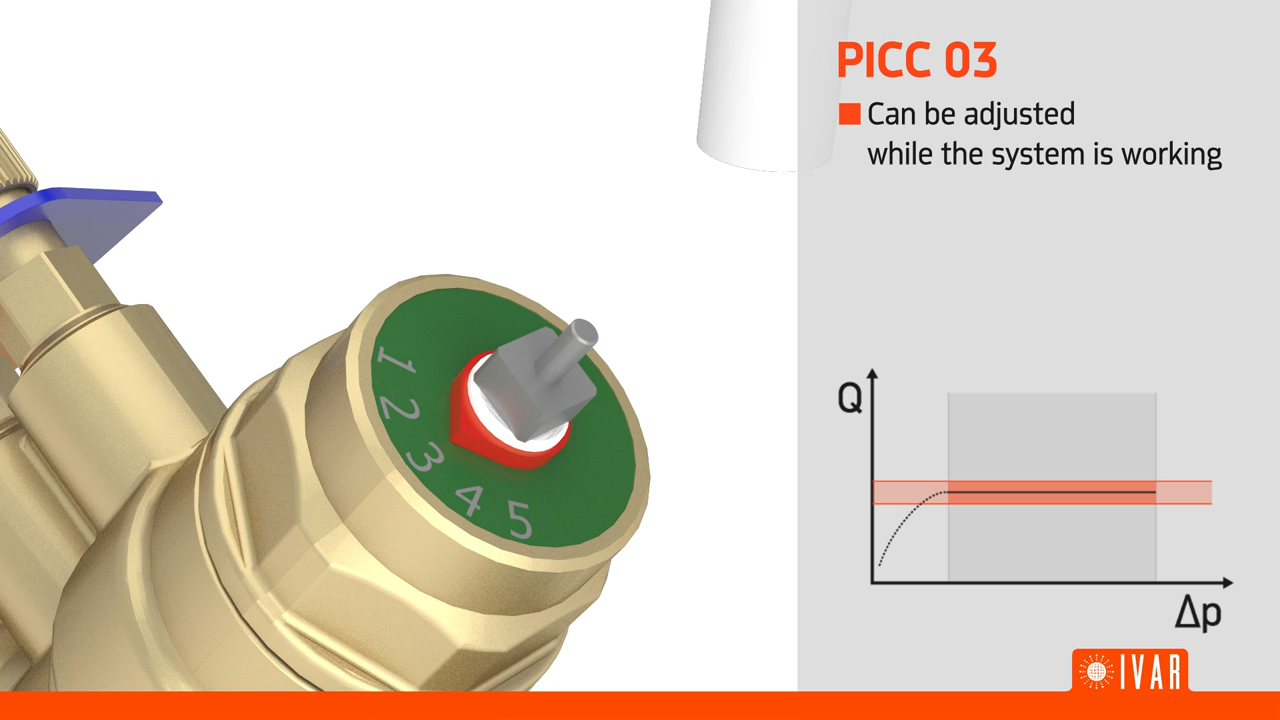 PICC 03
Can be adjusted
while the system is working
1
2
3
4
5
Q
Δp
IVAR